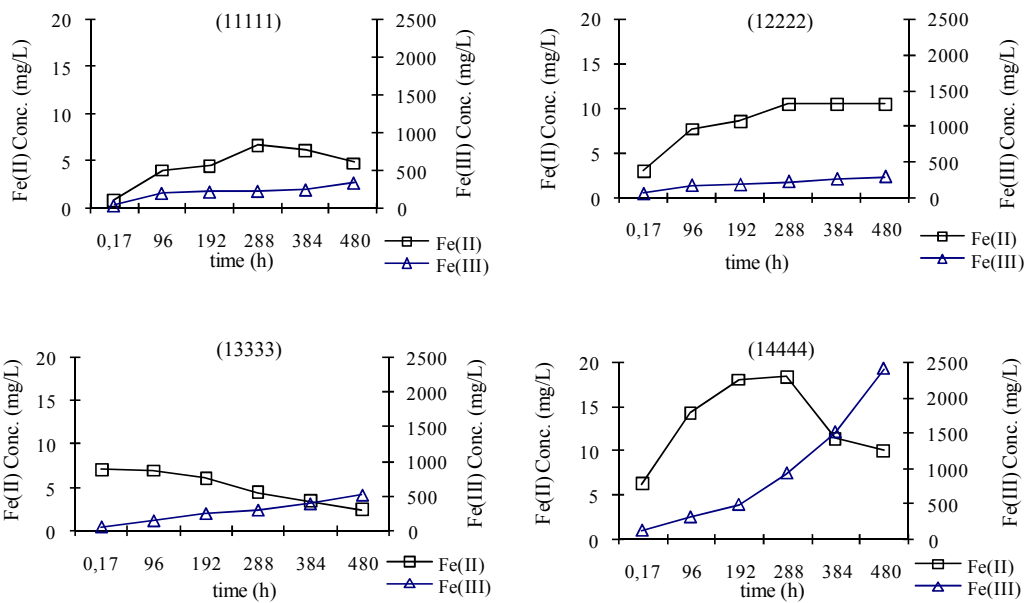 (11111)
Fe(II) Conc. (mg/L)
20
15
10
5
0
2500
2000
1500
1000
500
0
Fe(III) Conc. (mg/L)
0,17 96 192 288 384 480
time (h)
Fe(II)
Fe(III)
(12222)
Fe(II) Conc. (mg/L)
20
15
10
5
0
2500
2000
1500
1000
500
0
Fe(III) Conc. (mg/L)
0,17 96 192 288 384 480
time (h)
Fe(II)
Fe(III)
(13333)
Fe(II) Conc. (mg/L)
20
15
10
5
0
2500
2000
1500
1000
500
0
Fe(III) Conc. (mg/L)
0,17 96 192 288 384 480
time (h)
Fe(II)
Fe(III)
(14444)
Fe(II) Conc. (mg/L)
20
15
10
5
0
2500
2000
1500
1000
500
0
Fe(III) Conc. (mg/L)
0,17 96 192 288 384 480
time (h)
Fe(II)
Fe(III)